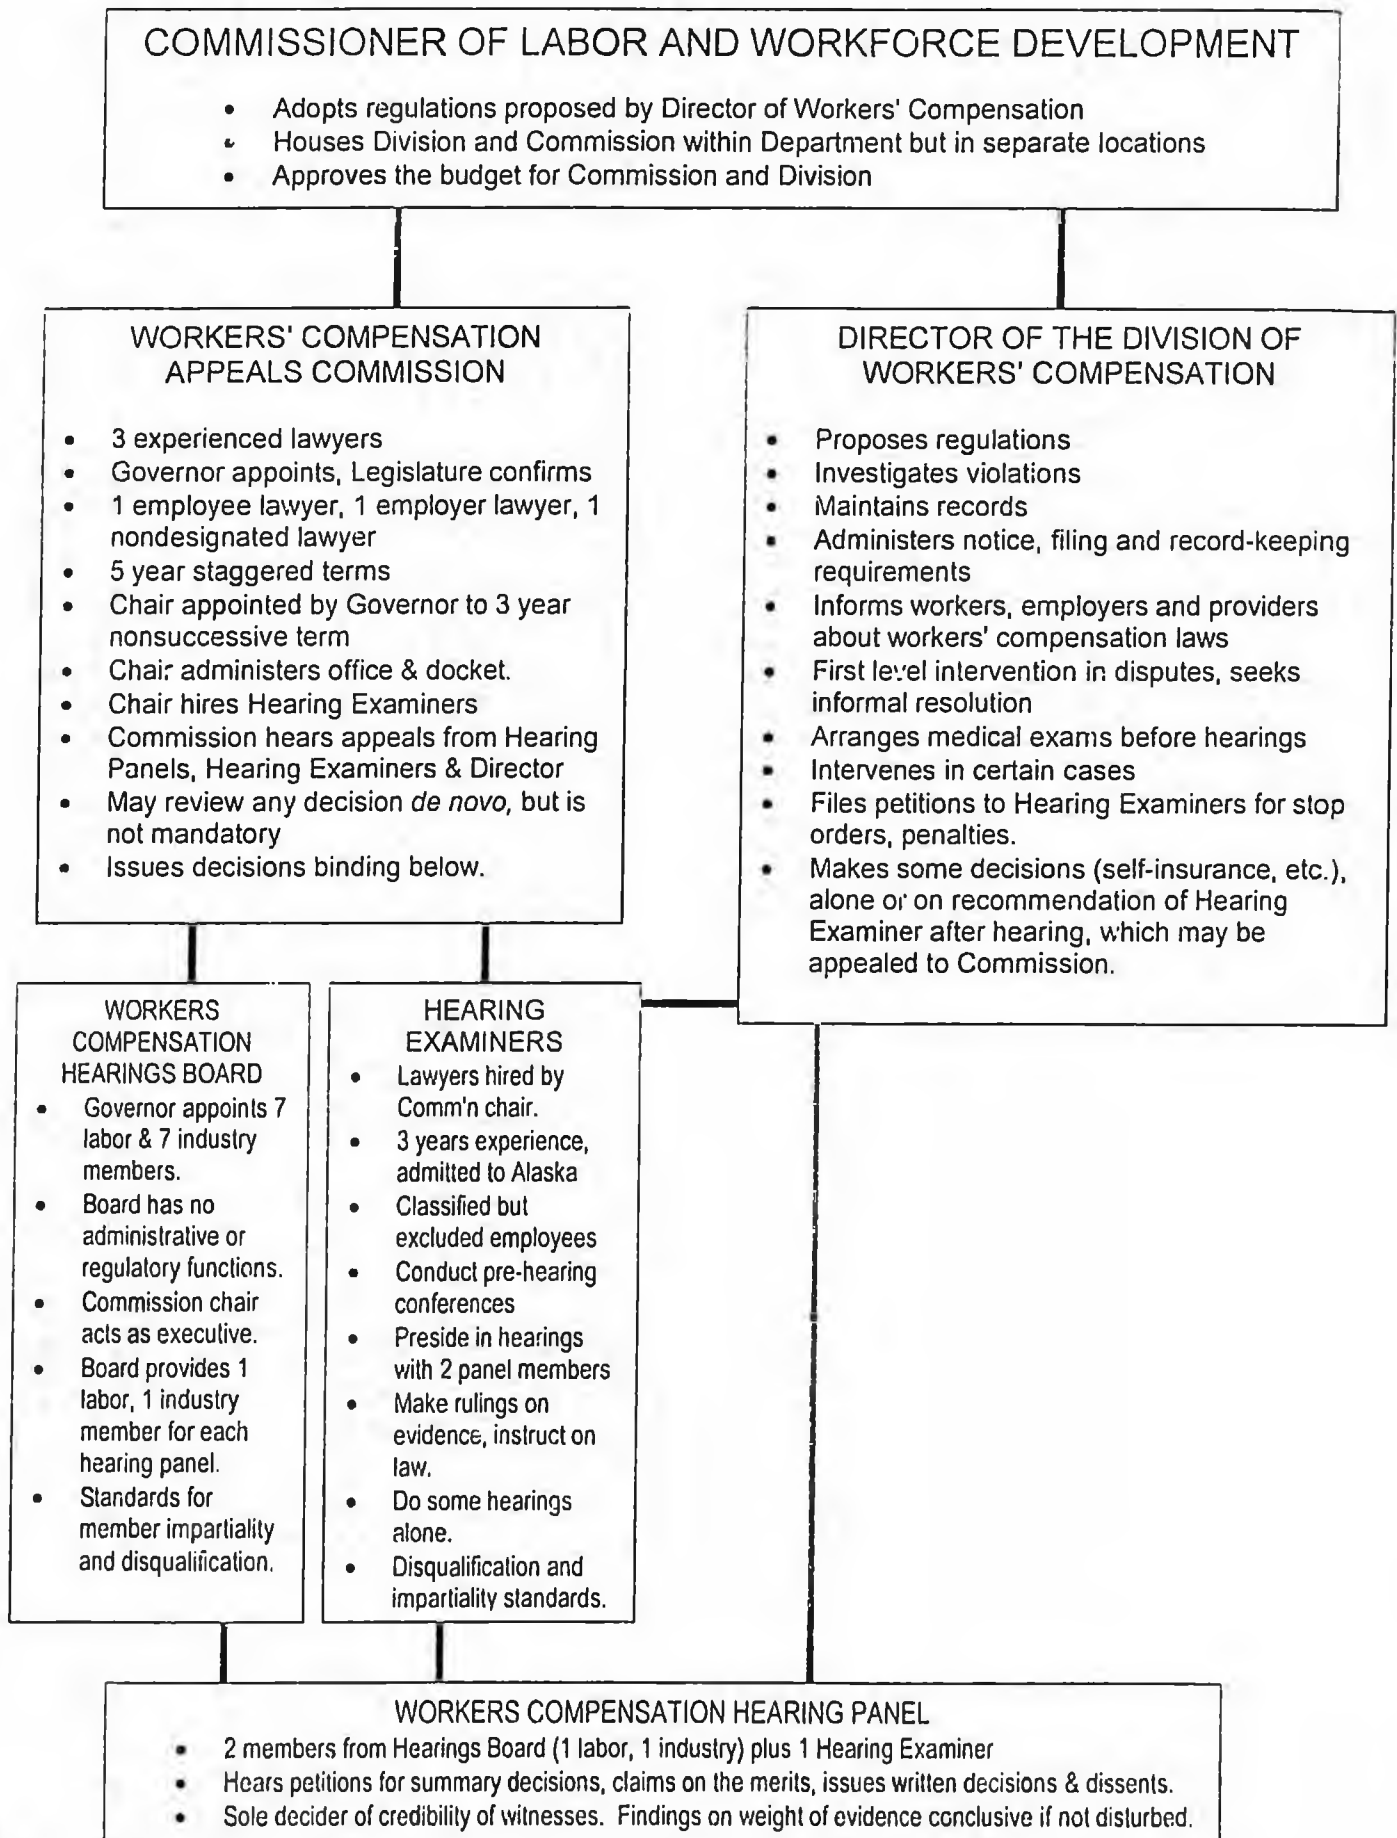 COMMISSIONER OF LABOR AND WORKFORCE DEVELOPMENT
• Adopts regulations proposed by Director of Workers' Compensation
• Houses Division and Commission within Department but in separate locations
• Approves the budget for Commission and Division
WORKERS' COMPENSATION
APPEALS COMMISSION
• 3 experienced lawyers
• Governor appoints, Legislature confirms
• 1 employee lawyer, 1 employer lawyer, 1
nondesignated lawyer
• 5 year staggered terms
• Chair appointed by Governor to 3 year
nonsuccessive term
• Chair administers office & docket.
• Chair hires Hearing Examiners
• Commission hears appeals from Hearing
Panels, Hearing Examiners & Director
• May review any decision de novo, but is
not mandatory
• Issues decisions binding below.
DIRECTOR OF THE DIVISION OF
WORKERS' COMPENSATION
• Proposes regulations
• Investigates violations
• Maintains records
• Administers notice, filing and record-keeping
requirements
• Informs workers, employers and providers
about workers' compensation laws
• First level intervention in disputes, seeks
informal resolution
• Arranges medical exams before hearings
• Intervenes in certain cases
• Files petitions to Hearing Examiners for stop
orders, penalties.
• Makes some decisions (self-insurance, etc.),
alone or on recommendation of Hearing
Examiner after hearing, which may be
appealed to Commission.
WORKERS
COMPENSATION
HEARINGS BOARD
• Governor appoints 7
labor & 7 industry
members.
• Board has no
administrative or
regulatory functions.
• Commission chair
acts as executive.
• Board provides 1
labor, 1 industry
member for each
hearing panel.
• Standards for
member impartiality
and disqualification.
HEARING
EXAMINERS
• Lawyers hired by
Comm'n chair.
• 3 years experience,
admitted to Alaska
• Classified but
excluded employees
• Conduct pre-hearing
conferences
• Preside in hearings
with 2 panel members
• Make rulings on
evidence, instruct on
law.
• Do some hearings
alone.
• Disqualification and
impartiality standards.
WORKERS COMPENSATION HEARING PANEL
• 2 members from Hearings Board (1 labor, 1 industry) plus 1 Hearing Examiner
• Hears petitions for summary decisions, claims on the merits, issues written decisions & dissents.
• Sole decider of credibility of witnesses. Findings on weight of evidence conclusive if not disturbed.